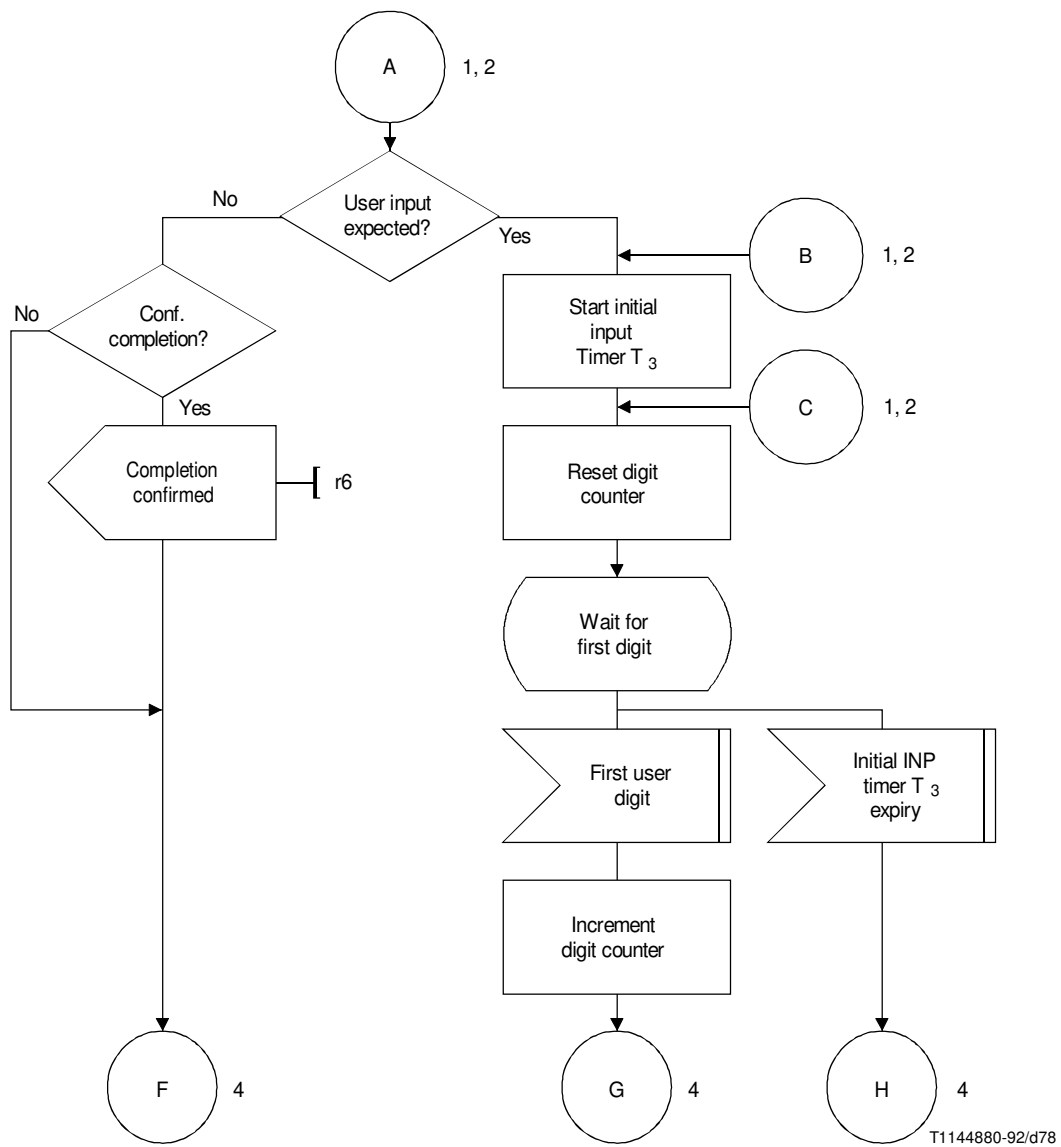 A
1, 2
User input
expected?
No
Yes
B
1, 2
Conf.
completion?
No
Yes
Start initial
input
Timer T 3
C
1, 2
Completion
confirmed
r6
Reset digit
counter
Wait for
first digit
First user
digit
Initial INP
timer T 3
expiry
Increment
digit counter
F
4
G
4
H
4
T1144880-92/d78